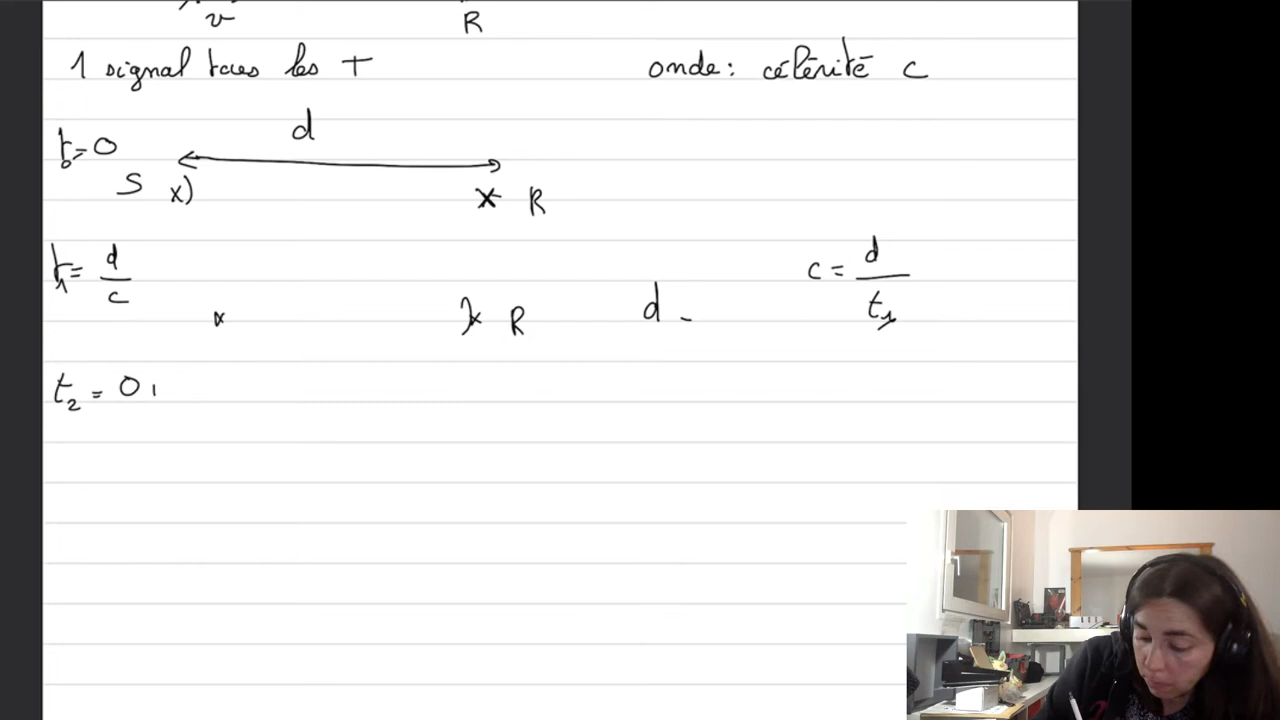 v R
1 signal tous les T onde: célérité c
d
t₀=0
S x) x R
t₁= d/c c = d/t₁
x )x R d -
t₂ = 0 ı